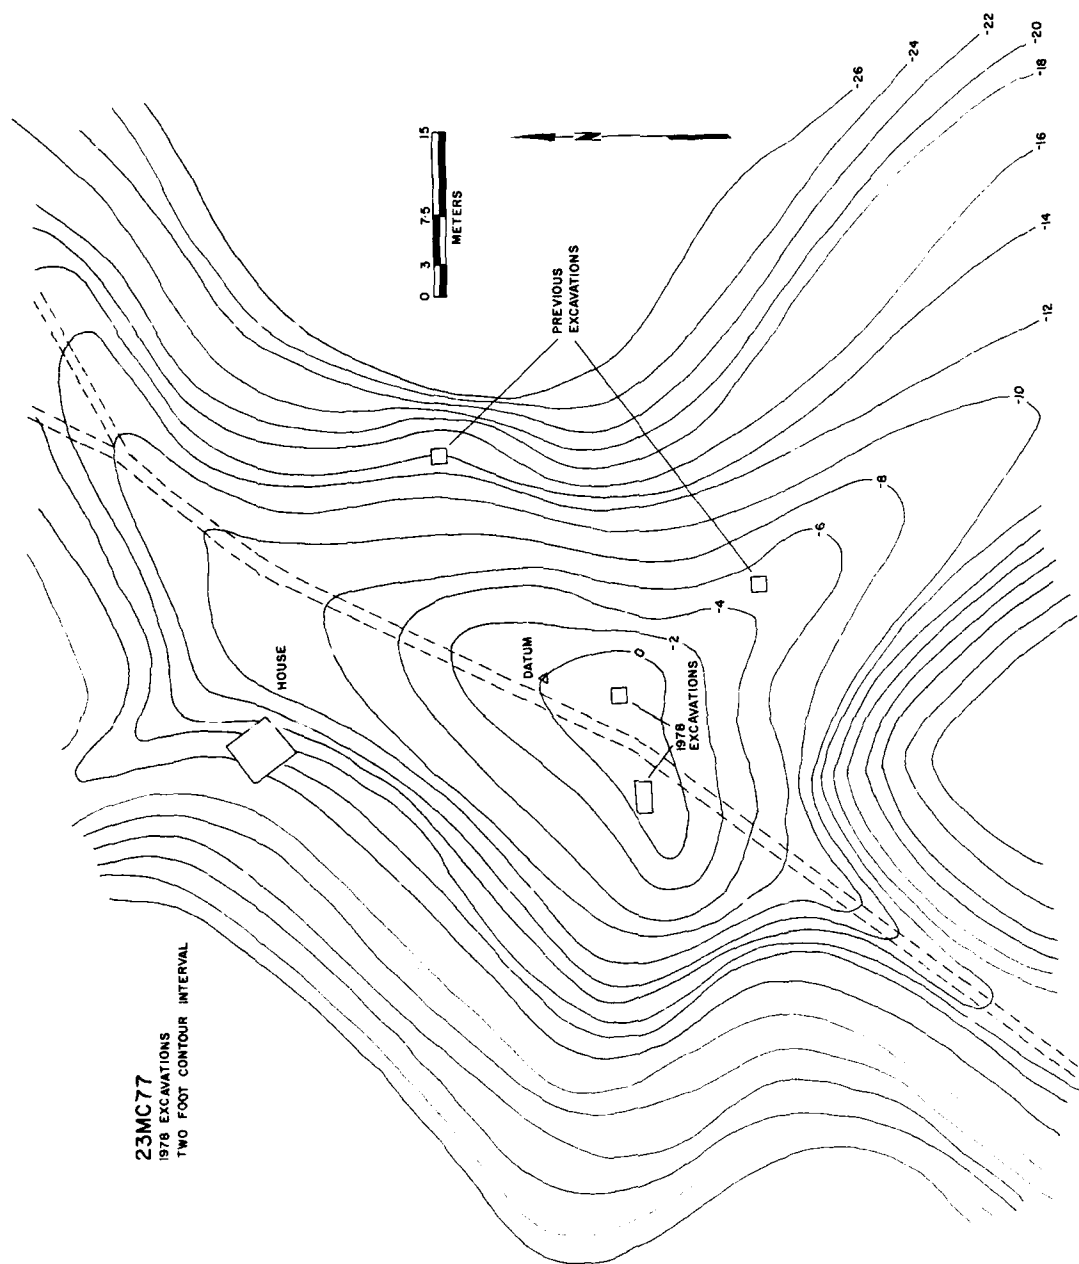 23MC77
1978 EXCAVATIONS
TWO FOOT CONTOUR INTERVAL
HOUSE
DATUM
1978
EXCAVATIONS
PREVIOUS
EXCAVATIONS
0 3 7.5 15
METERS
N
0
-2
-4
-6
-8
-10
-12
-14
-16
-18
-20
-22
-24
-26